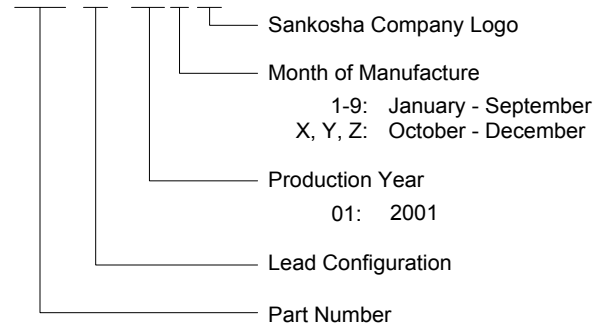 Sankosha Company Logo
Month of Manufacture
1-9: January - September
X, Y, Z: October - December
Production Year
01: 2001
Lead Configuration
Part Number